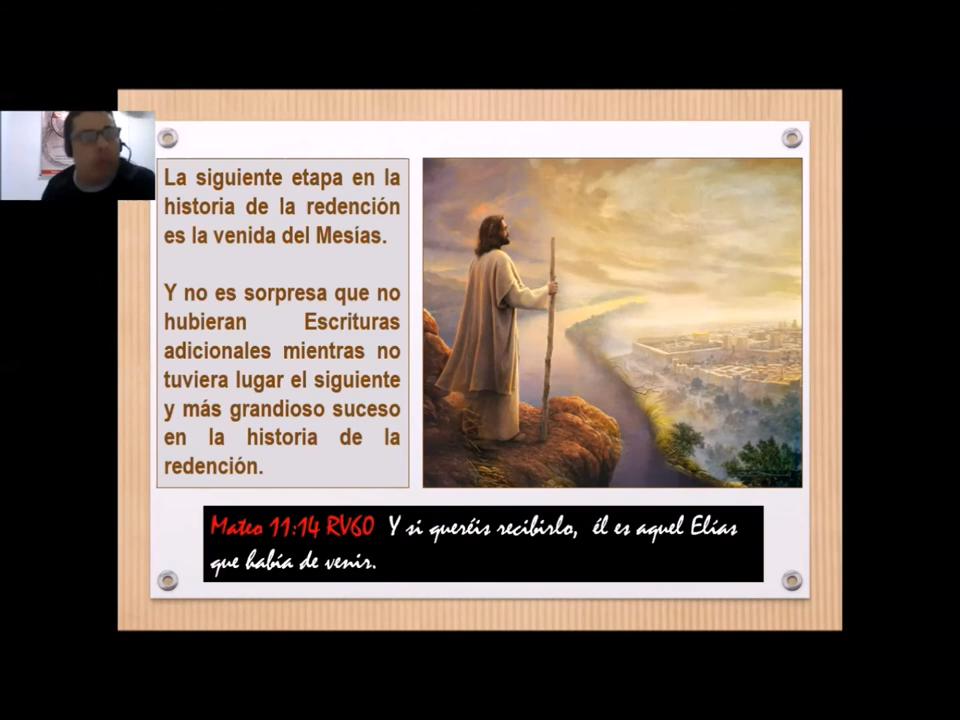 La siguiente etapa en la
historia de la redención
es la venida del Mesías.
Y no es sorpresa que no
hubieran Escrituras
adicionales mientras no
tuviera lugar el siguiente
y más grandioso suceso
en la historia de la
redención.
Mateo 11:14 RV60 Y si queréis recibirlo, él es aquel Elías
que había de venir.